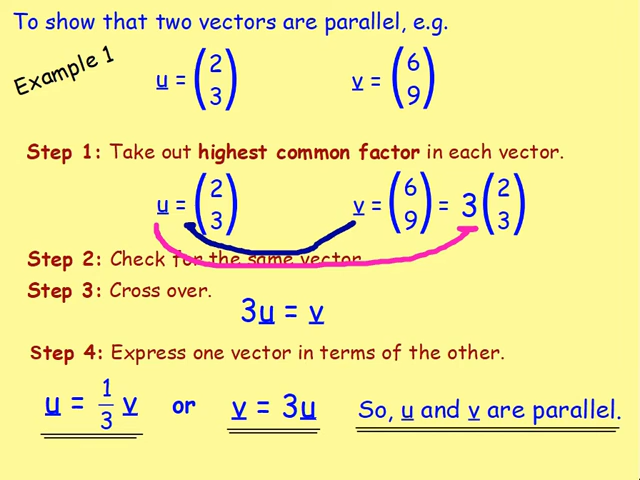 To show that two vectors are parallel, e.g.
Example 1
u = (2 3) v = (6 9)
Step 1: Take out highest common factor in each vector.
u = (2 3) v = (6 9) = 3 (2 3)
Step 2: Check for the same vector
Step 3: Cross over.
3u = v
Step 4: Express one vector in terms of the other.
u = 1/3 v or v = 3u So, u and v are parallel.